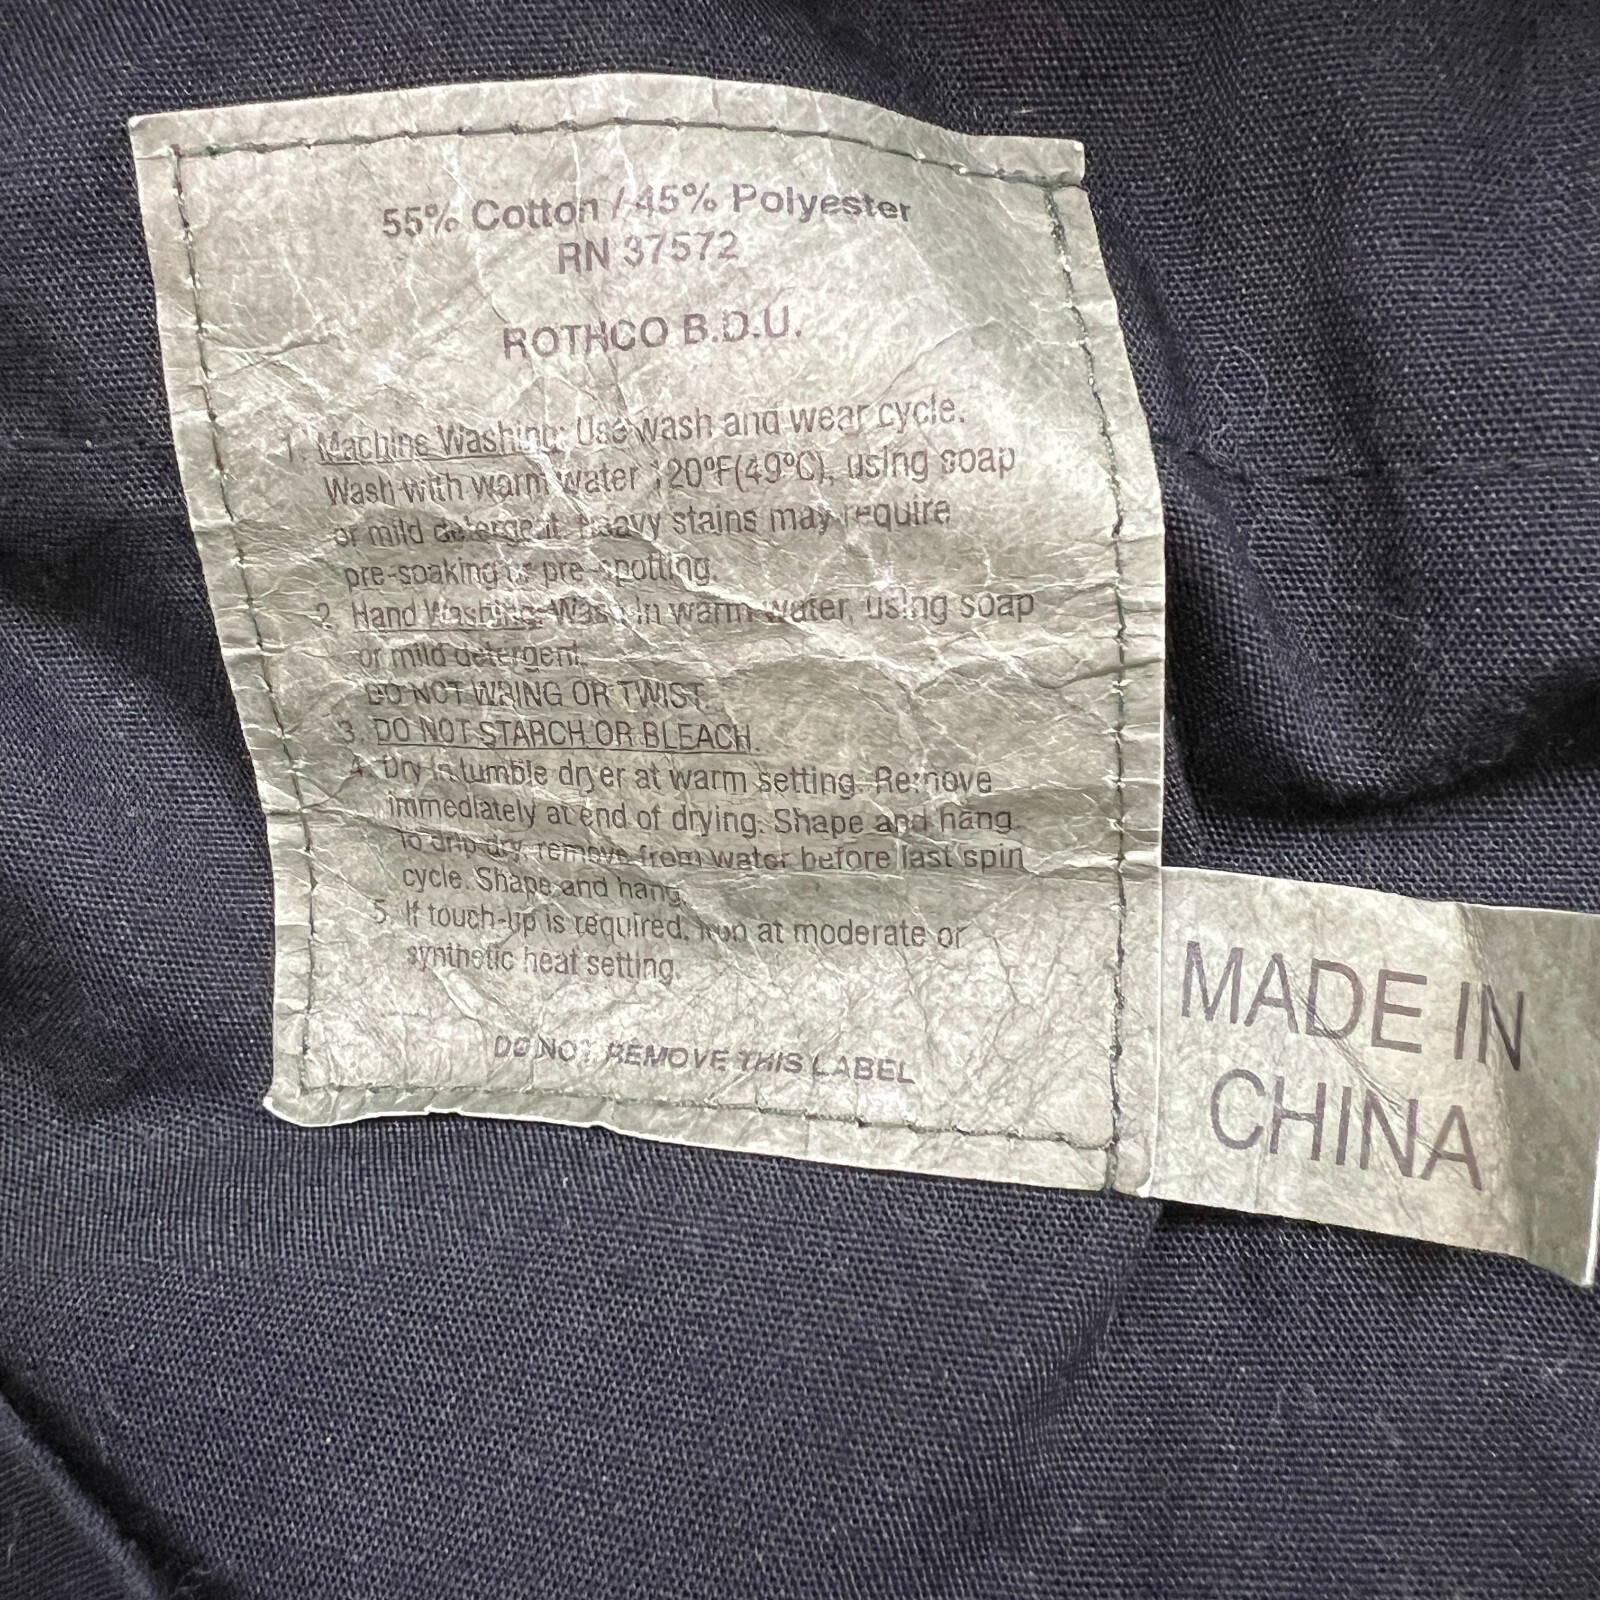 55% Cotton / 45% Polyester
RN 37572
ROTHCO B.D.U.
1. Machine Washing: Use wash and wear cycle.
Wash with warm water 120ºF(49ºC), using soap
or mild detergent. Heavy stains may require
pre-soaking or pre-spotting.
2. Hand Washing: Wash in warm water, using soap
or mild detergent.
DO NOT WRING OR TWIST.
3. DO NOT STARCH OR BLEACH.
4. Dry in tumble dryer at warm setting. Remove
immediately at end of drying. Shape and hang.
To drip dry, remove from water before last spin
cycle. Shape and hang.
5. If touch-up is required, iron at moderate or
synthetic heat setting.
DO NOT REMOVE THIS LABEL
MADE IN
CHINA